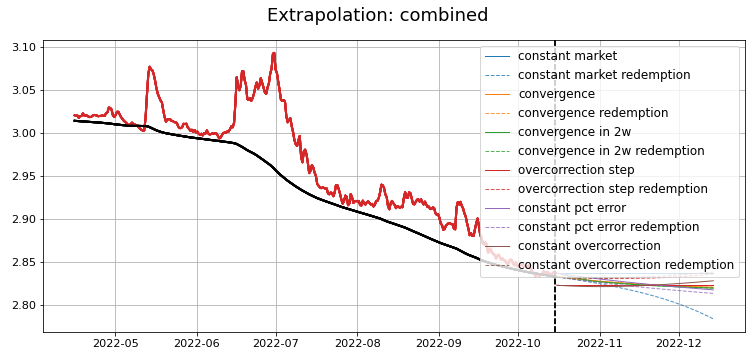 Extrapolation: combined
3.10
3.05
3.00
2.95
2.90
2.85
2.80
constant market
constant market redemption
convergence
convergence redemption
convergence in 2w
convergence in 2w redemption
overcorrection step
overcorrection step redemption
constant pct error
constant pct error redemption
constant overcorrection
constant overcorrection redemption
2022-05
2022-06
2022-07
2022-08
2022-09
2022-10
2022-11
2022-12